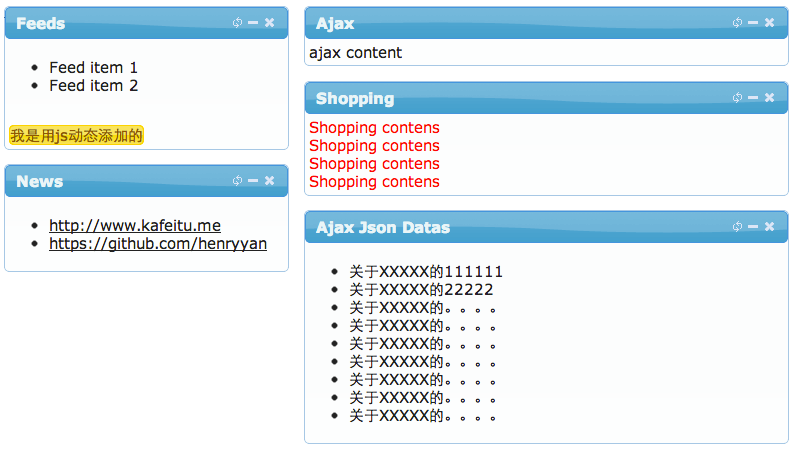 Feeds
Feed item 1
Feed item 2
我是用js动态添加的
News
http://www.kafeitu.me
https://github.com/henryyan
Ajax
ajax content
Shopping
Shopping contens
Shopping contens
Shopping contens
Shopping contens
Ajax Json Datas
关于XXXXX的111111
关于XXXXX的22222
关于XXXXX的。。。。
关于XXXXX的。。。。
关于XXXXX的。。。。
关于XXXXX的。。。。
关于XXXXX的。。。。
关于XXXXX的。。。。
关于XXXXX的。。。。